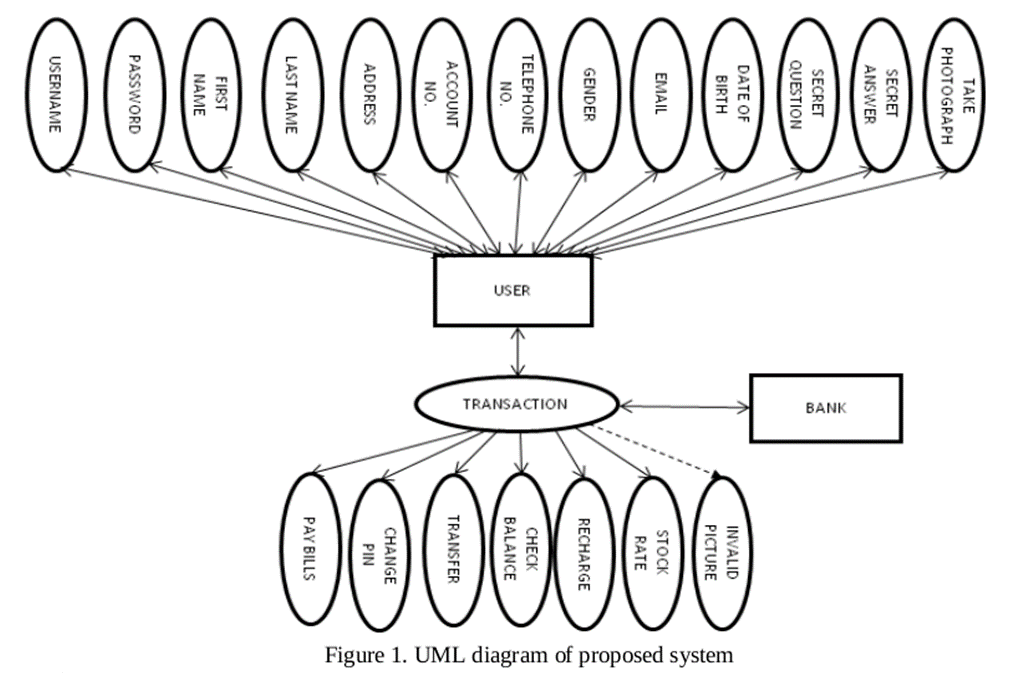 USERNAME
PASSWORD
FIRST
NAME
LAST NAME
ADDRESS
ACCOUNT
NO.
TELEPHONE
NO.
GENDER
EMAIL
DATE OF
BIRTH
SECRET
QUESTION
SECRET
ANSWER
TAKE
PHOTOGRAPH
USER
TRANSACTION
BANK
PAY BILLS
CHANGE
PIN
TRANSFER
CHECK
BALANCE
RECHARGE
STOCK
RATE
INVALID
PICTURE
Figure 1. UML diagram of proposed system